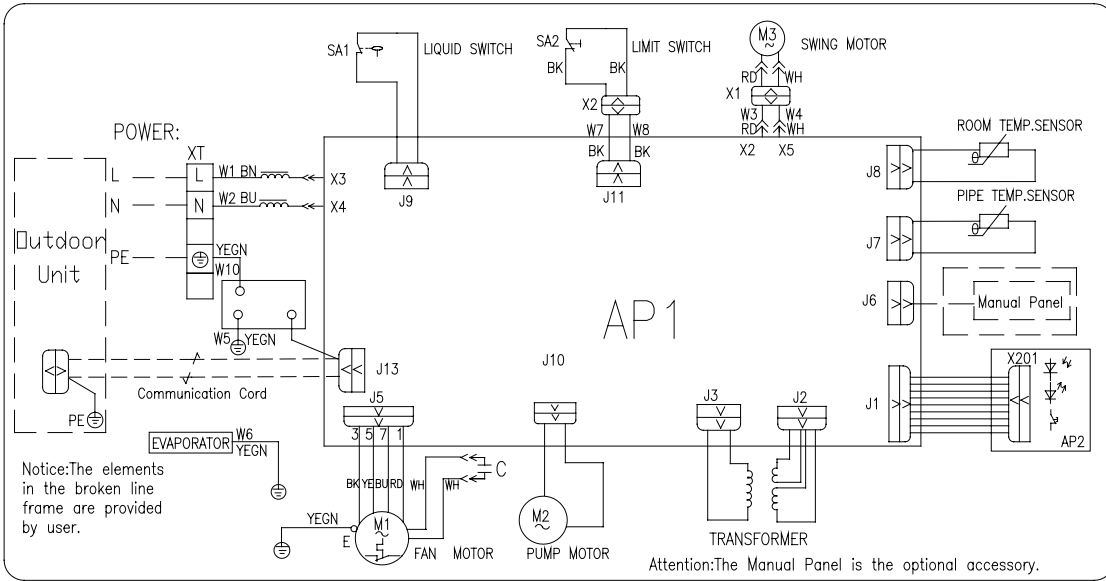 SA1
LIQUID SWITCH
SA2
LIMIT SWITCH
BK
BK
M3
~
SWING MOTOR
RD
WH
X1
X2
W3
W4
RD
WH
W7
W8
BK
BK
X2
X5
J9
J11
POWER:
XT
L
L
W1 BN
X3
N
N
W2 BU
X4
PE
YEGN
W10
W5
YEGN
Outdoor
Unit
PE
Communication Cord
J13
AP1
ROOM TEMP.SENSOR
J8
PIPE TEMP.SENSOR
J7
J6
Manual Panel
J1
X201
AP2
J5
3 5 7 1
BK YE BU RD
WH
WH
C
J10
J3
J2
EVAPORATOR
W6
YEGN
YEGN
E
M1
~
FAN MOTOR
M2
~
PUMP MOTOR
TRANSFORMER
Notice:The elements
in the broken line
frame are provided
by user.
Attention:The Manual Panel is the optional accessory.